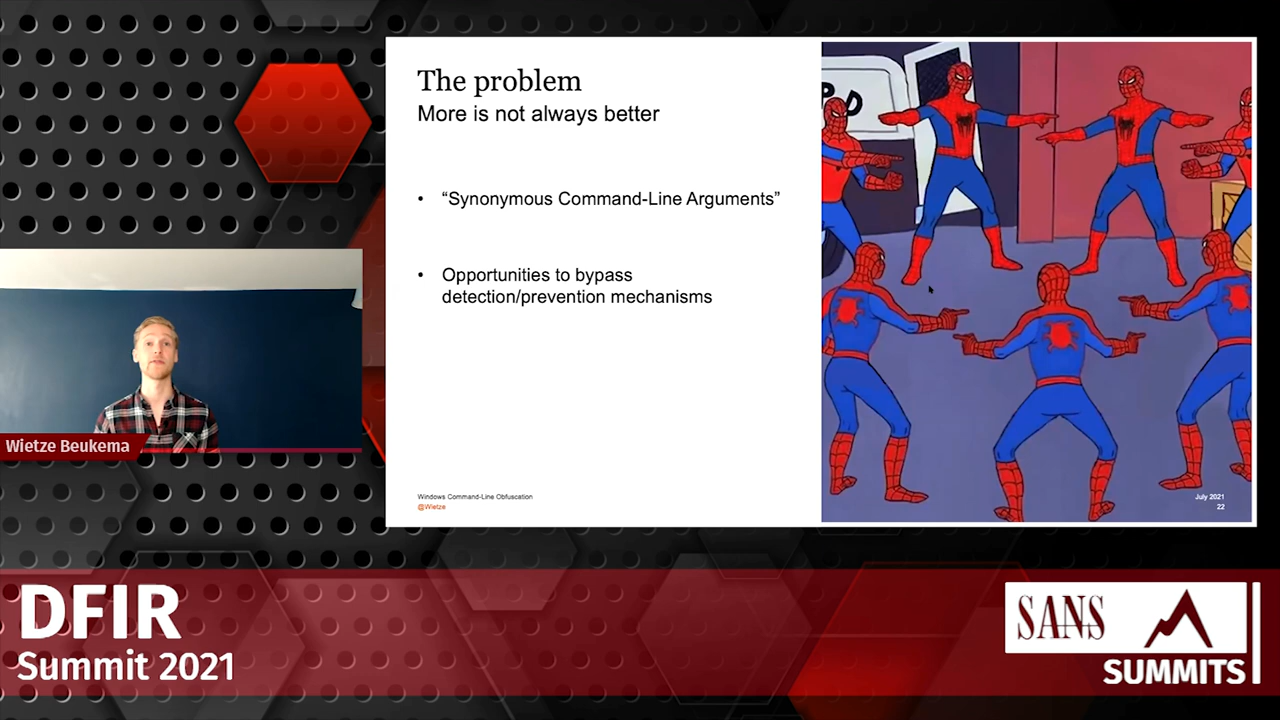 The problem
More is not always better
• “Synonymous Command-Line Arguments”
• Opportunities to bypass
detection/prevention mechanisms
Windows Command-Line Obfuscation
@Wietze
July 2021
22
Wietze Beukema
DFIR
Summit 2021
SANS
SUMMITS